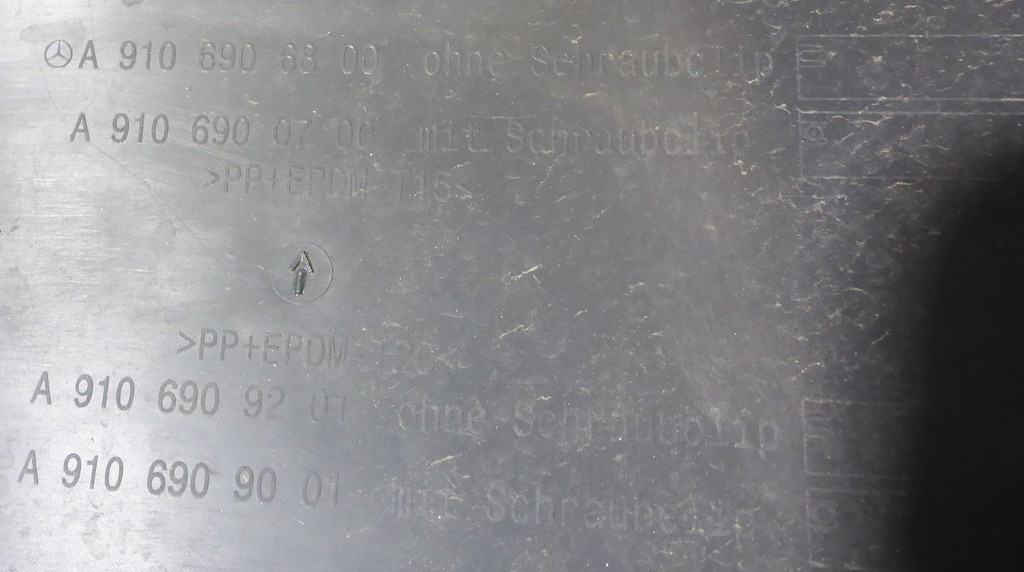 A 910 690 88 00 ohne Schraubclip
A 910 690 07 00 mit Schraubclip
>PP+EPDM-T15<
>PP+EPDM-T20<
A 910 690 92 01 ohne Schraubclip
A 910 690 90 01 mit Schraubclip